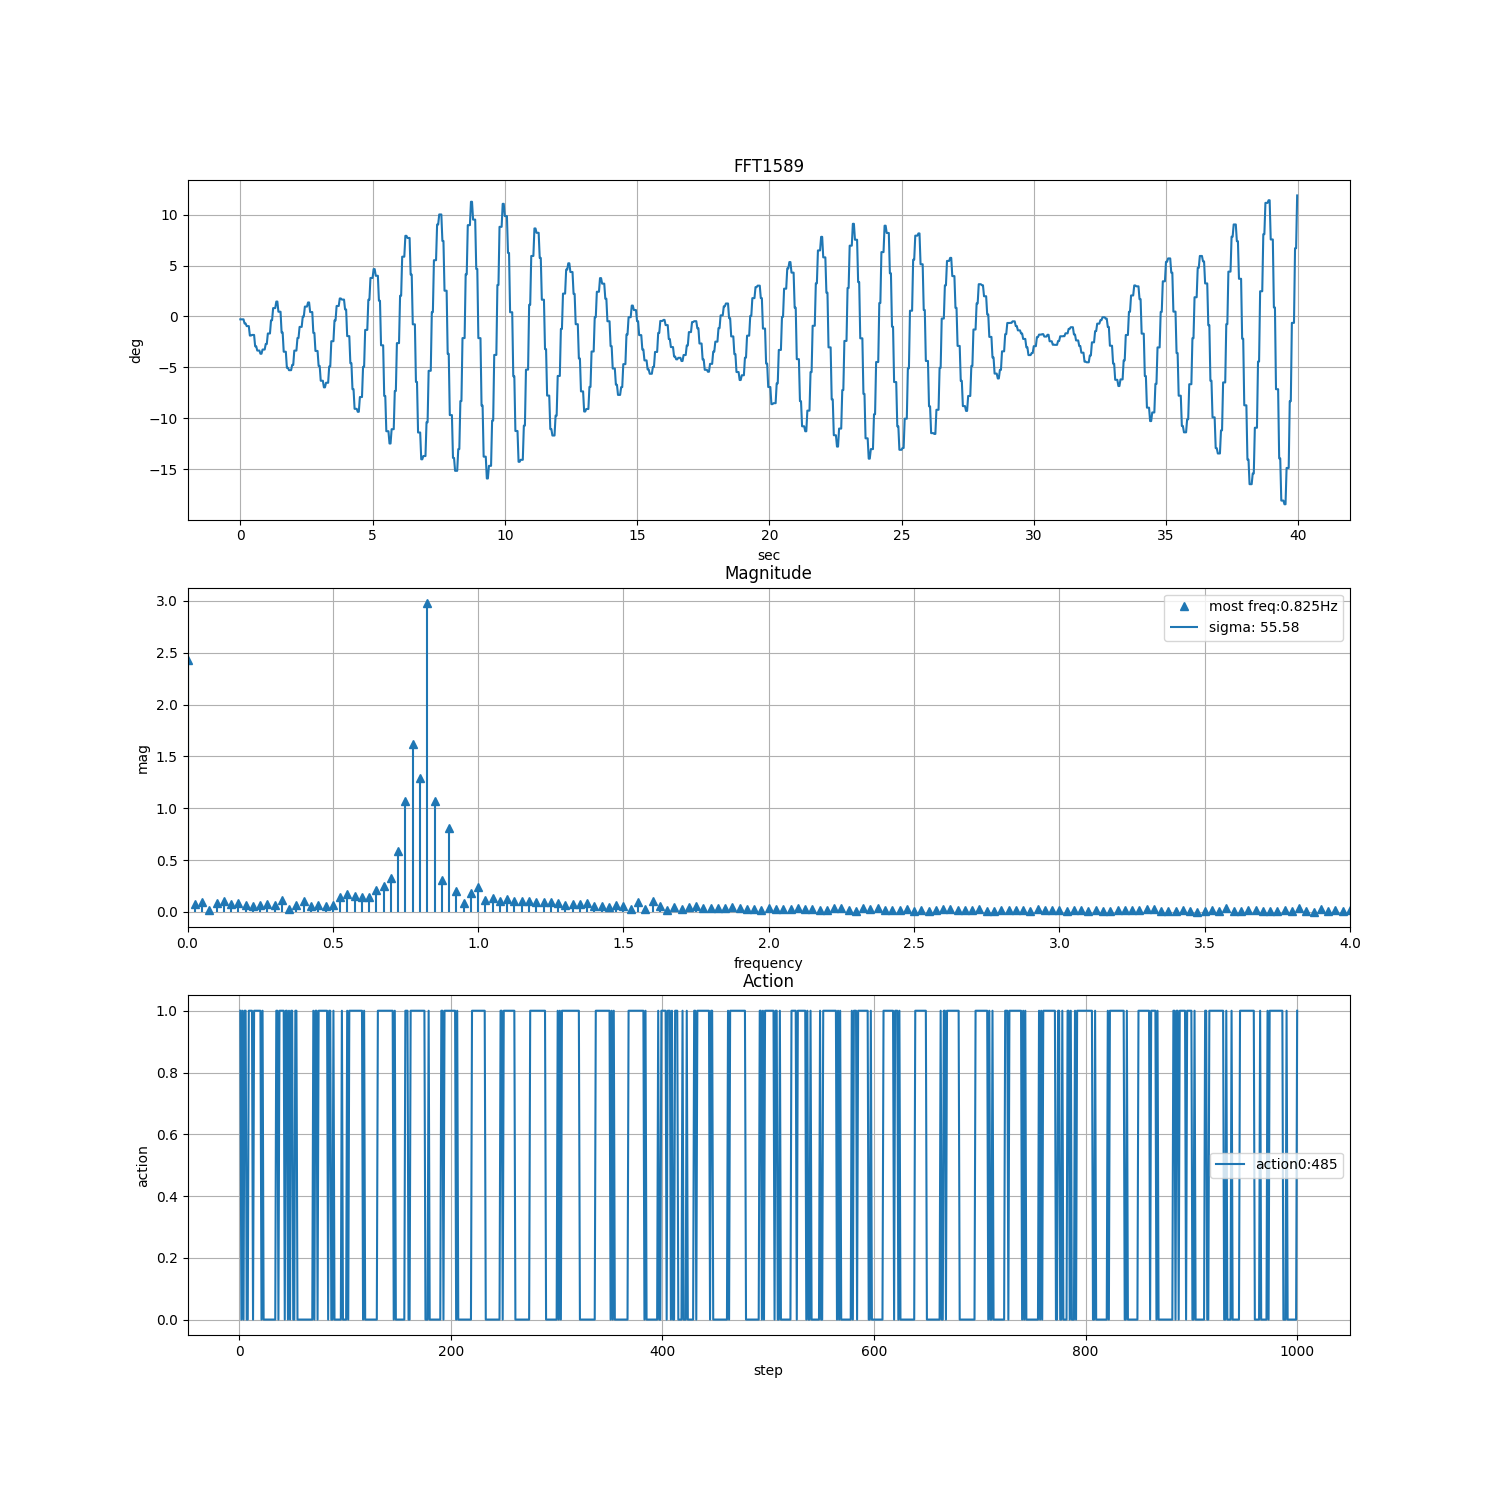 FFT1589
10
5
0
−5
−10
−15
deg
0 5 10 15 20 25 30 35 40
sec
Magnitude
3.0
2.5
2.0
1.5
1.0
0.5
0.0
mag
most freq:0.825Hz
sigma: 55.58
0.0 0.5 1.0 1.5 2.0 2.5 3.0 3.5 4.0
frequency
Action
1.0
0.8
0.6
0.4
0.2
0.0
action
action0:485
0 200 400 600 800 1000
step